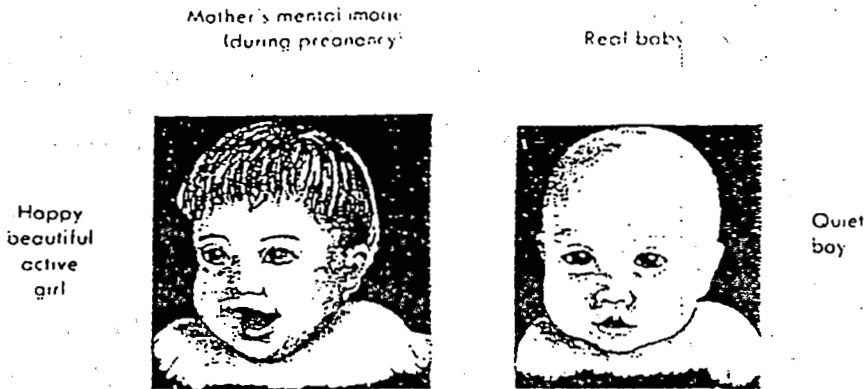 Mother's mental image
(during pregnancy)
Real baby
Happy
beautiful
active
girl
Quiet
boy